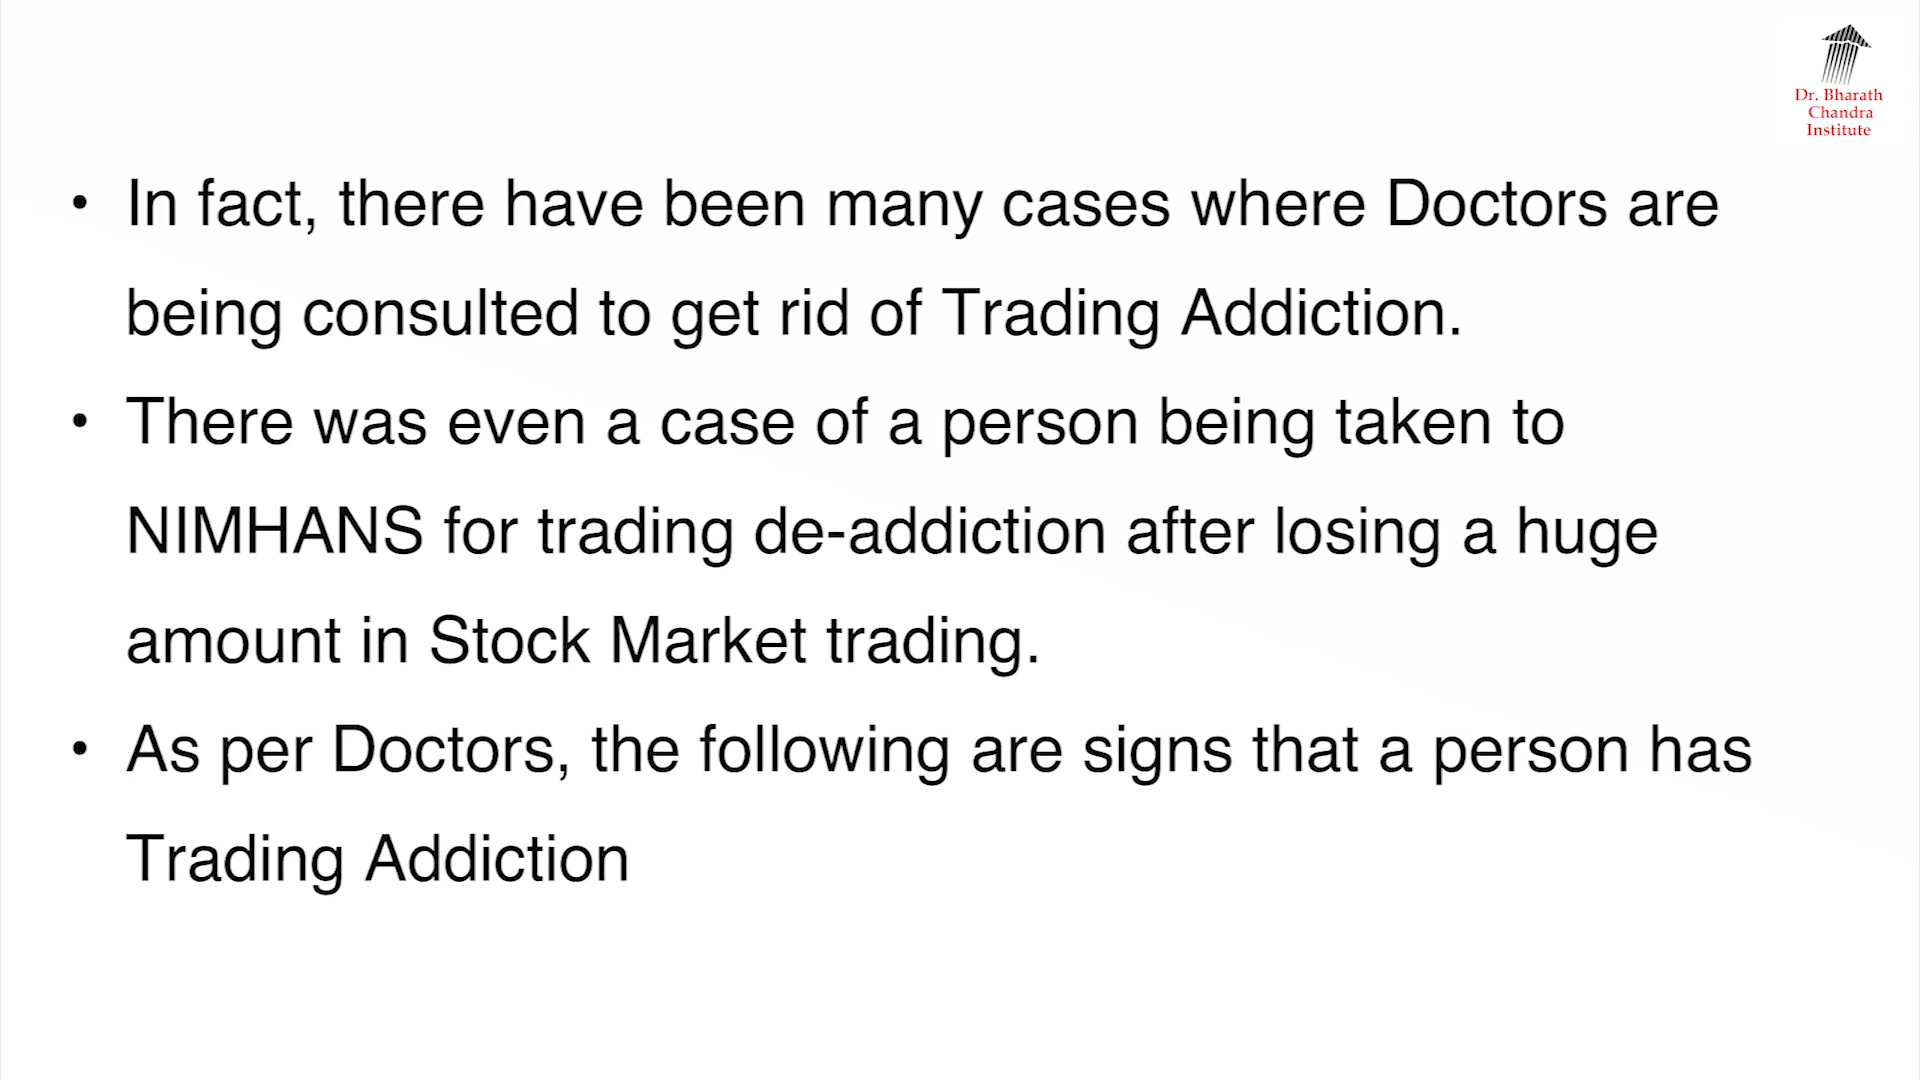 Dr. Bharath
Chandra
Institute
• In fact, there have been many cases where Doctors are
being consulted to get rid of Trading Addiction.
• There was even a case of a person being taken to
NIMHANS for trading de-addiction after losing a huge
amount in Stock Market trading.
• As per Doctors, the following are signs that a person has
Trading Addiction